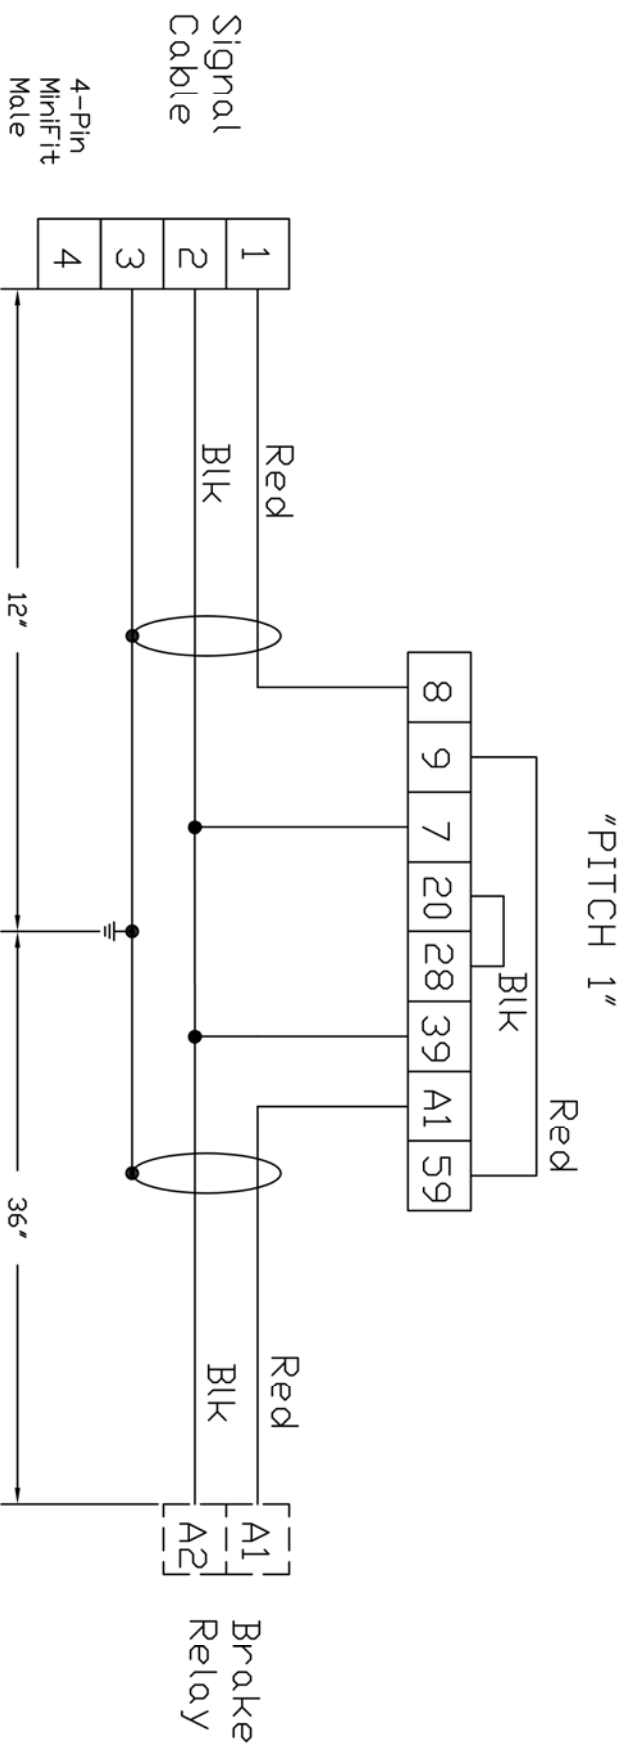 "PITCH 1"
Red
Blk
8 9 7 20 28 39 A1 59
Signal
Cable
Red
Blk
Red
Blk
1
2
3
4
A1
A2
Brake
Relay
4-Pin
MiniFit
Male
12"
36"